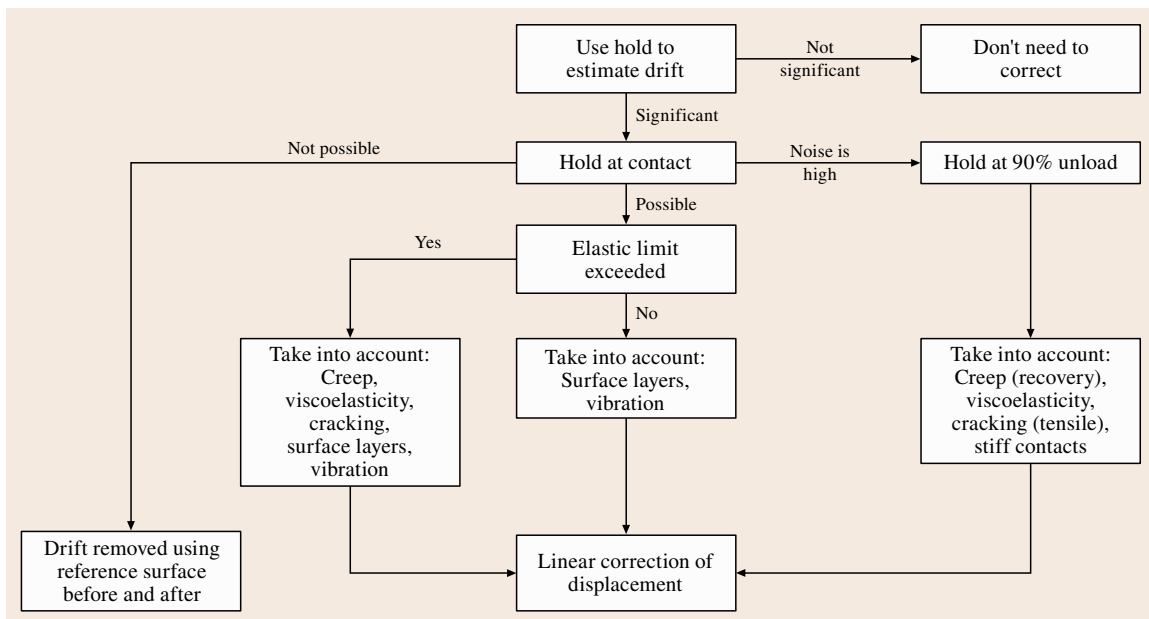 Use hold to
estimate drift
Not
significant
Don't need to
correct
Significant
Not possible
Hold at contact
Noise is
high
Hold at 90% unload
Possible
Yes
Elastic limit
exceeded
No
Take into account:
Creep,
viscoelasticity,
cracking,
surface layers,
vibration
Take into account:
Surface layers,
vibration
Take into account:
Creep (recovery),
viscoelasticity,
cracking (tensile),
stiff contacts
Drift removed using
reference surface
before and after
Linear correction of
displacement